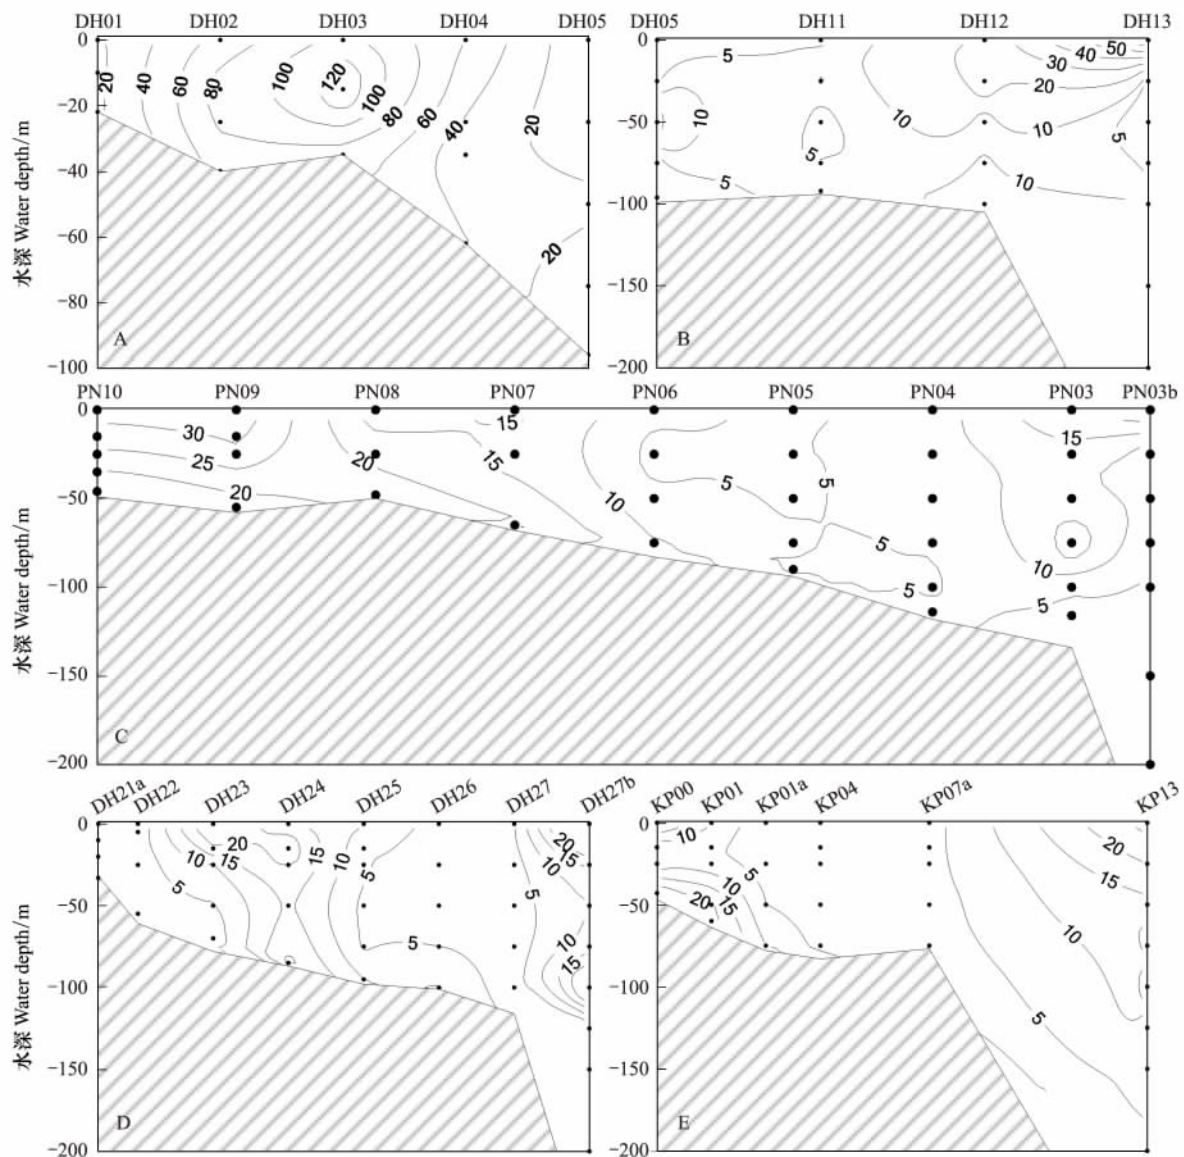 DH01 DH02 DH03 DH04 DH05
0
−20
−40
−60
−80
−100
水深 Water depth/m
20 40 60 80 100 120 100 80 60 40 20
20
A
DH05 DH11 DH12 DH13
0
−50
−100
−150
−200
5 5 50
40
30
20
10 10 10
5 5
5 10
B
PN10 PN09 PN08 PN07 PN06 PN05 PN04 PN03 PN03b
0
−50
−100
−150
−200
水深 Water depth/m
15 15
30
25 20 15
20 10 5 5
5
5 10
5
C
DH21a DH22 DH23 DH24 DH25 DH26 DH27 DH27b
0
−50
−100
−150
−200
水深 Water depth/m
20 20
10 15 15 10 5 15
10
5 5
5 10
15
D
KP00 KP01 KP01a KP04 KP07a KP13
0
−50
−100
−150
−200
10 20
5 15
10
20 15
10
5
E